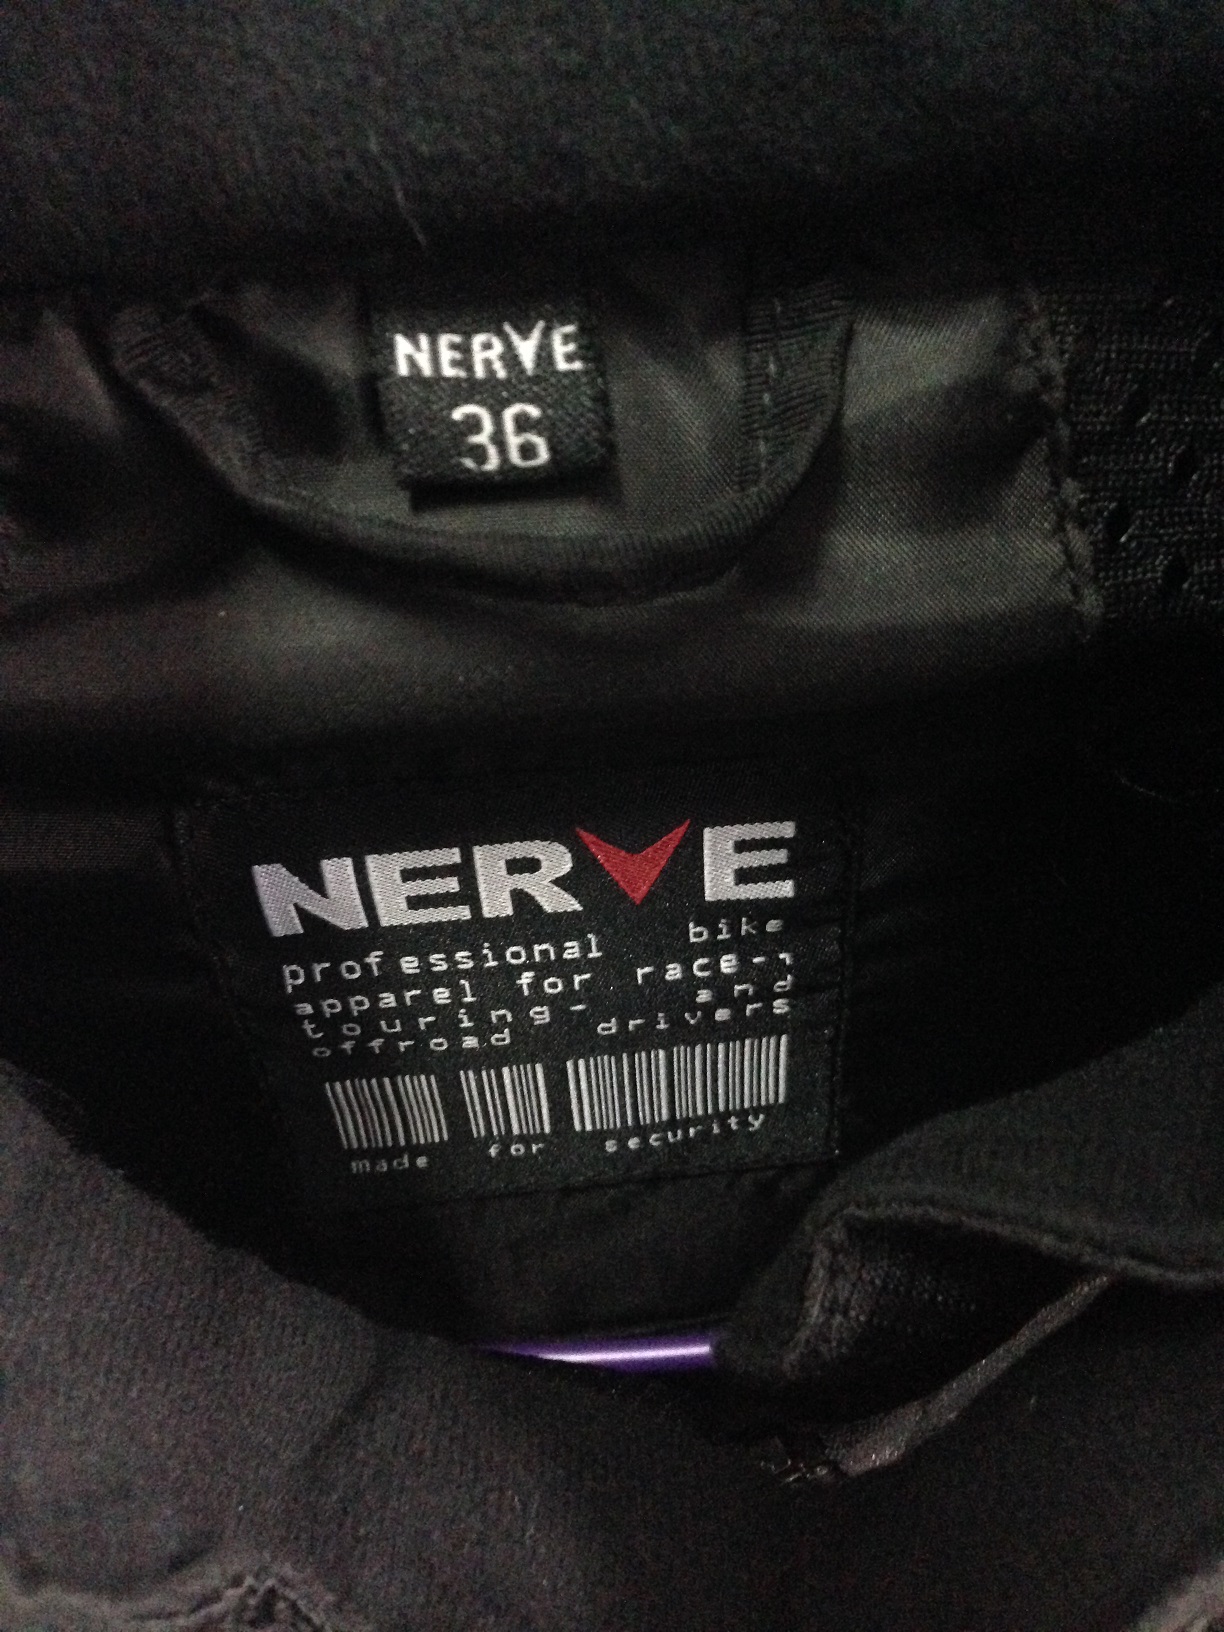 NERVE
36
NERVE
professional bike
apparel for race-,
touring- and
offroad drivers
made for security